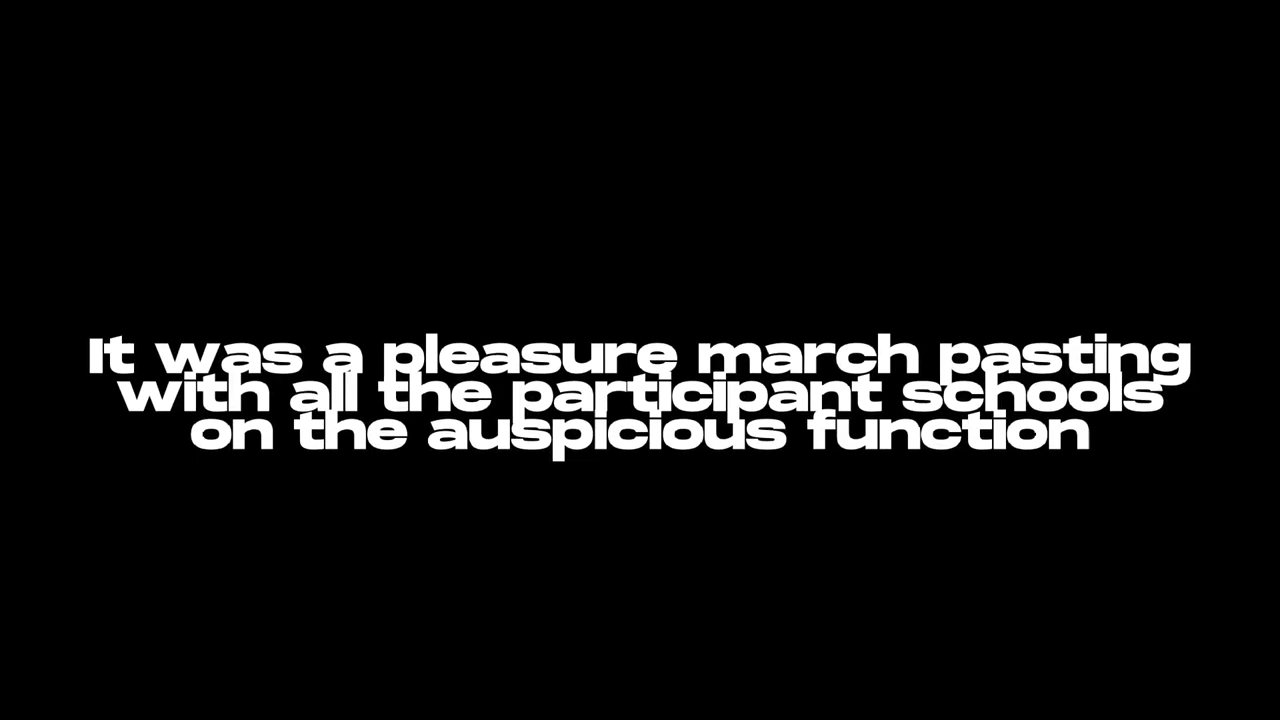 It was a pleasure march pasting
with all the participant schools
on the auspicious function